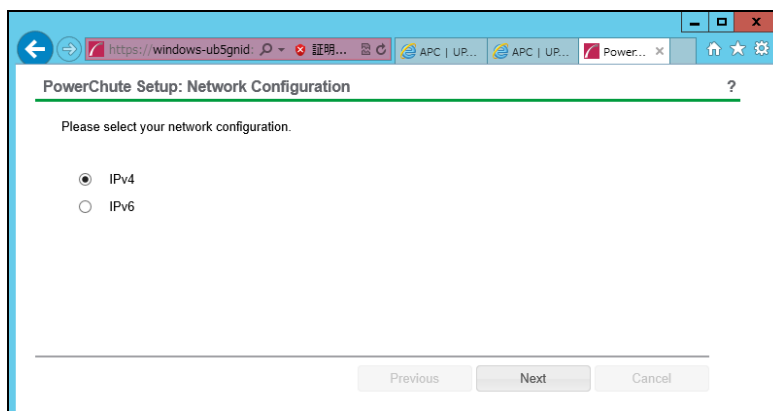 https://windows-ub5gnid: 証明... APC | UP... APC | UP... Power...
PowerChute Setup: Network Configuration ?
Please select your network configuration.
IPv4
IPv6
Previous Next Cancel